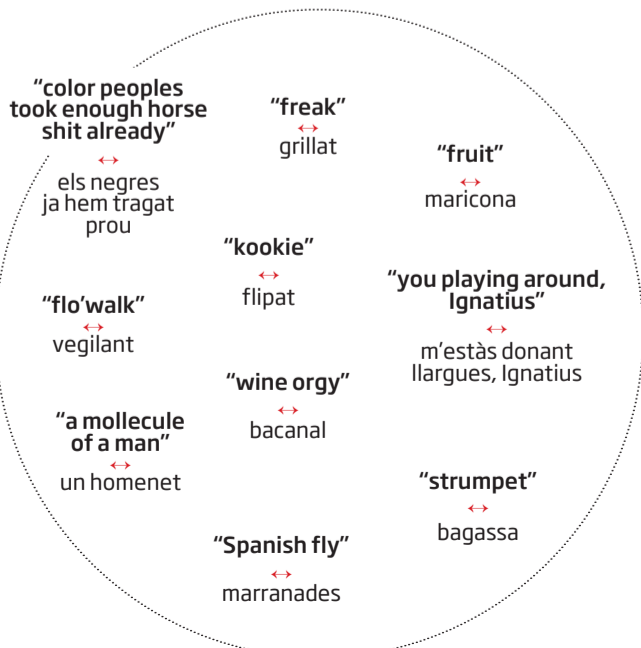 “color peoples
took enough horse
shit already”
↔
els negres
ja hem tragat
prou
“freak”
↔
grillat
“fruit”
↔
maricona
“kookie”
↔
flipat
“you playing around,
Ignatius”
↔
m’estàs donant
llargues, Ignatius
“flo’walk”
↔
vegilant
“wine orgy”
↔
bacanal
“a mollecule
of a man”
↔
un homenet
“strumpet”
↔
bagassa
“Spanish fly”
↔
marranades